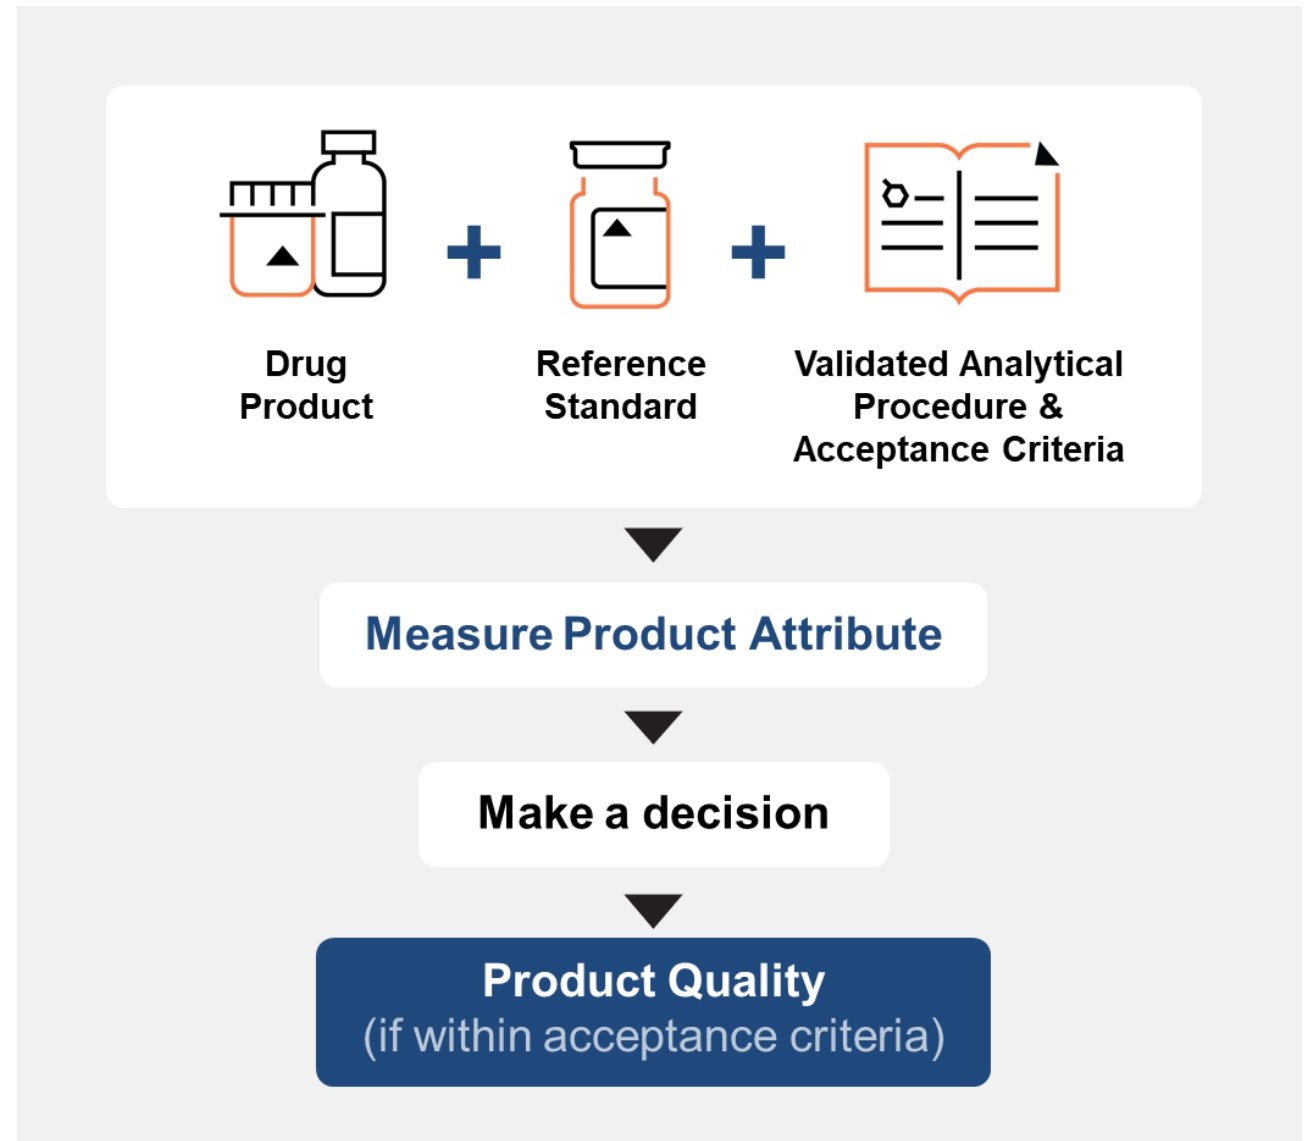 Drug
Product
Reference
Standard
Validated Analytical
Procedure &
Acceptance Criteria
Measure Product Attribute
Make a decision
Product Quality
(if within acceptance criteria)